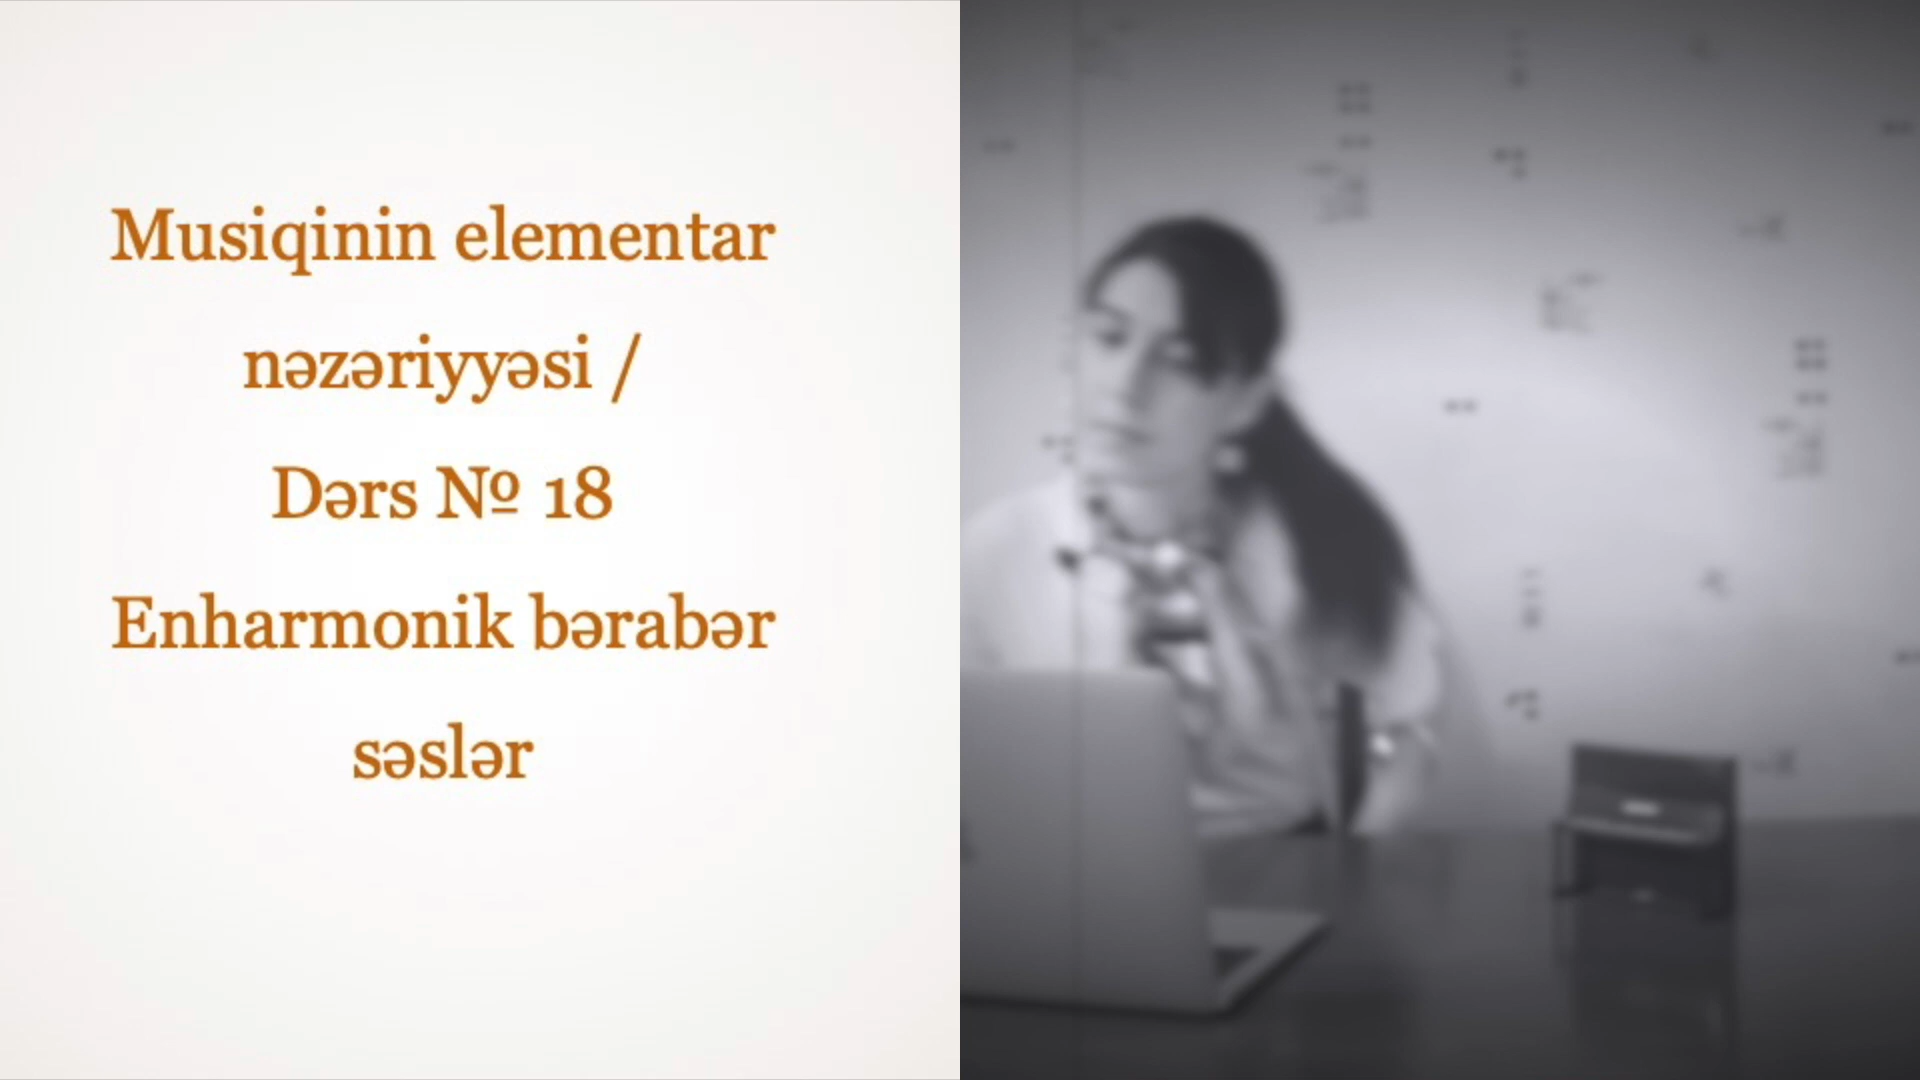 Musiqinin elementar
nəzəriyyəsi /
Dərs № 18
Enharmonik bərabər
səslər